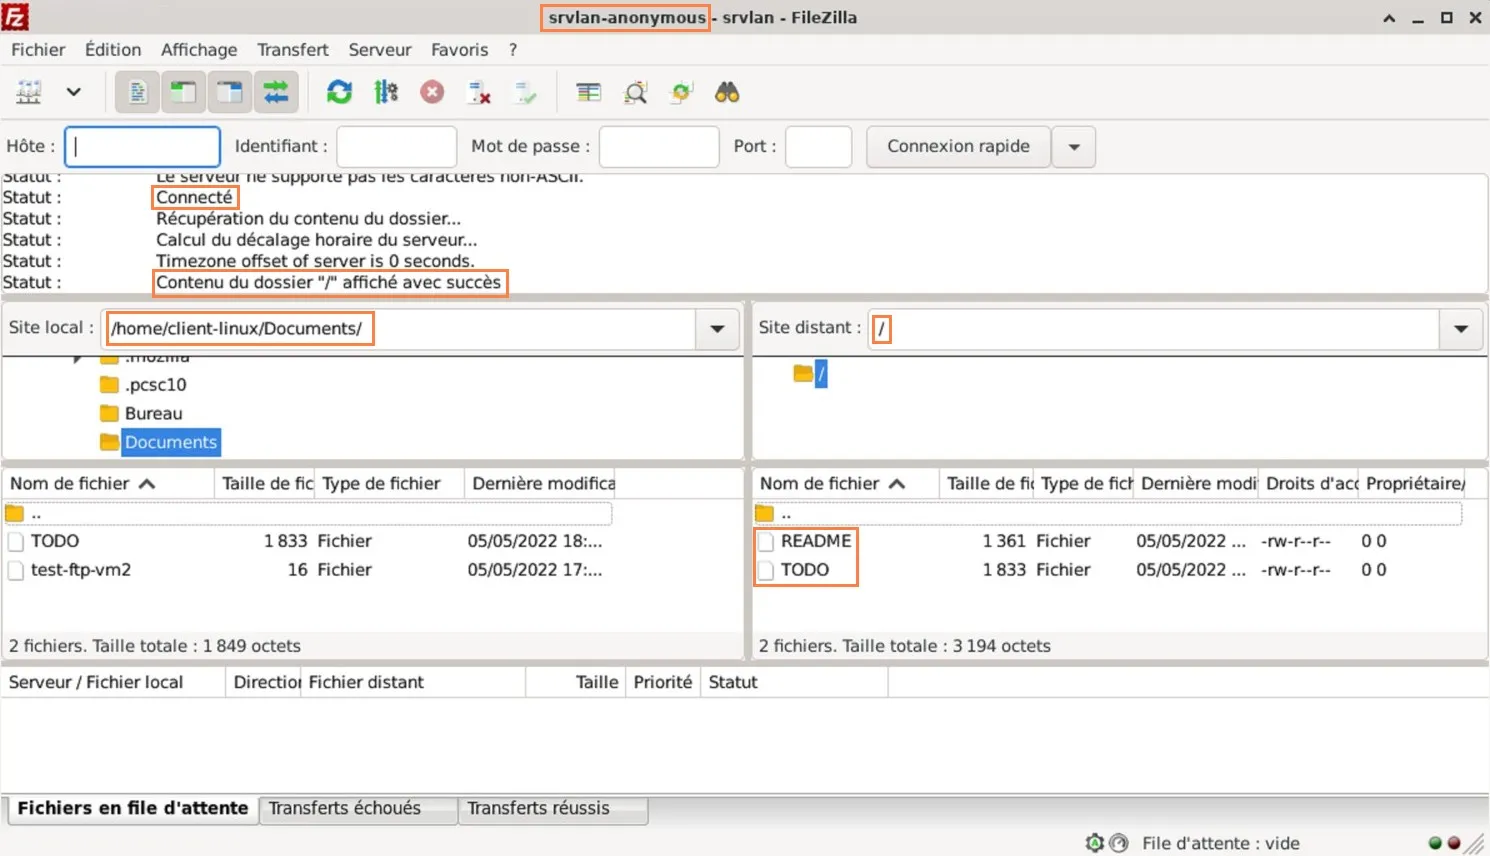 srvlan-anonymous - srvlan - FileZilla
Fichier Édition Affichage Transfert Serveur Favoris ?
Hôte : Identifiant : Mot de passe : Port : Connexion rapide
Statut : Le serveur ne supporte pas les caractères non-ASCII.
Statut : Connecté
Statut : Récupération du contenu du dossier...
Statut : Calcul du décalage horaire du serveur...
Statut : Timezone offset of server is 0 seconds.
Statut : Contenu du dossier "/" affiché avec succès
Site local : /home/client-linux/Documents/
.mozilla
.pcsc10
Bureau
Documents
Site distant : /
/
Nom de fichier Taille de fic Type de fichier Dernière modifica
..
TODO 1 833 Fichier 05/05/2022 18:...
test-ftp-vm2 16 Fichier 05/05/2022 17:...
2 fichiers. Taille totale : 1 849 octets
Nom de fichier Taille de fic Type de fich Dernière modi Droits d'acc Propriétaire/
..
README 1 361 Fichier 05/05/2022 ... -rw-r--r-- 0 0
TODO 1 833 Fichier 05/05/2022 ... -rw-r--r-- 0 0
2 fichiers. Taille totale : 3 194 octets
Serveur / Fichier local Direction Fichier distant Taille Priorité Statut
Fichiers en file d'attente Transferts échoués Transferts réussis
File d'attente : vide